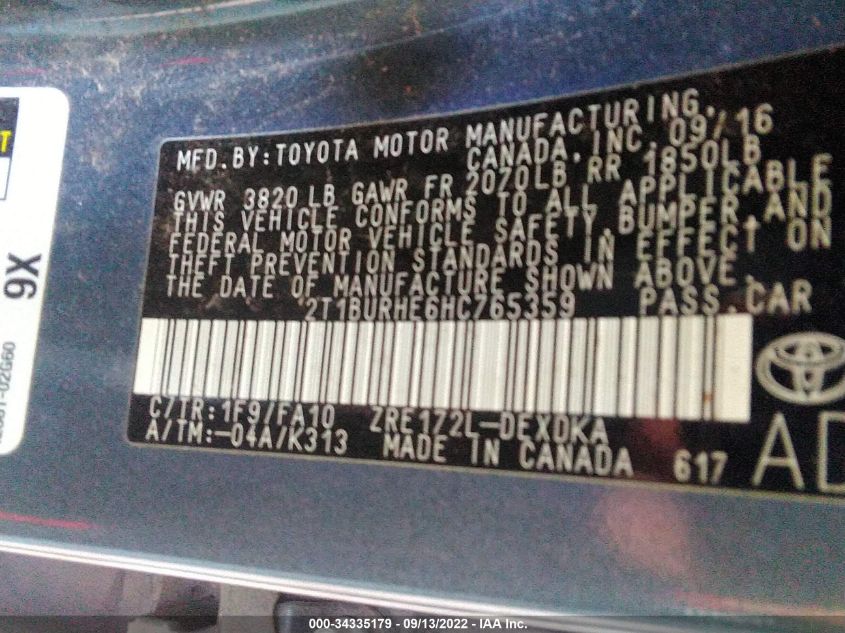 MFD. BY: TOYOTA MOTOR MANUFACTURING,
CANADA, INC. 09/16
GVWR 3820 LB GAWR FR 2070LB RR 1850LB
THIS VEHICLE CONFORMS TO ALL APPLICABLE
FEDERAL MOTOR VEHICLE SAFETY, BUMPER, AND
THEFT PREVENTION STANDARDS IN EFFECT ON
THE DATE OF MANUFACTURE SHOWN ABOVE.
2T1BURHE6HC765359 PASS. CAR
C/TR: 1F9/FA10 ZRE172L-DEXDKA
A/TM: -04A/K313 MADE IN CANADA 617
AD
9X
-02G60
000-34335179 - 09/13/2022 - IAA Inc.